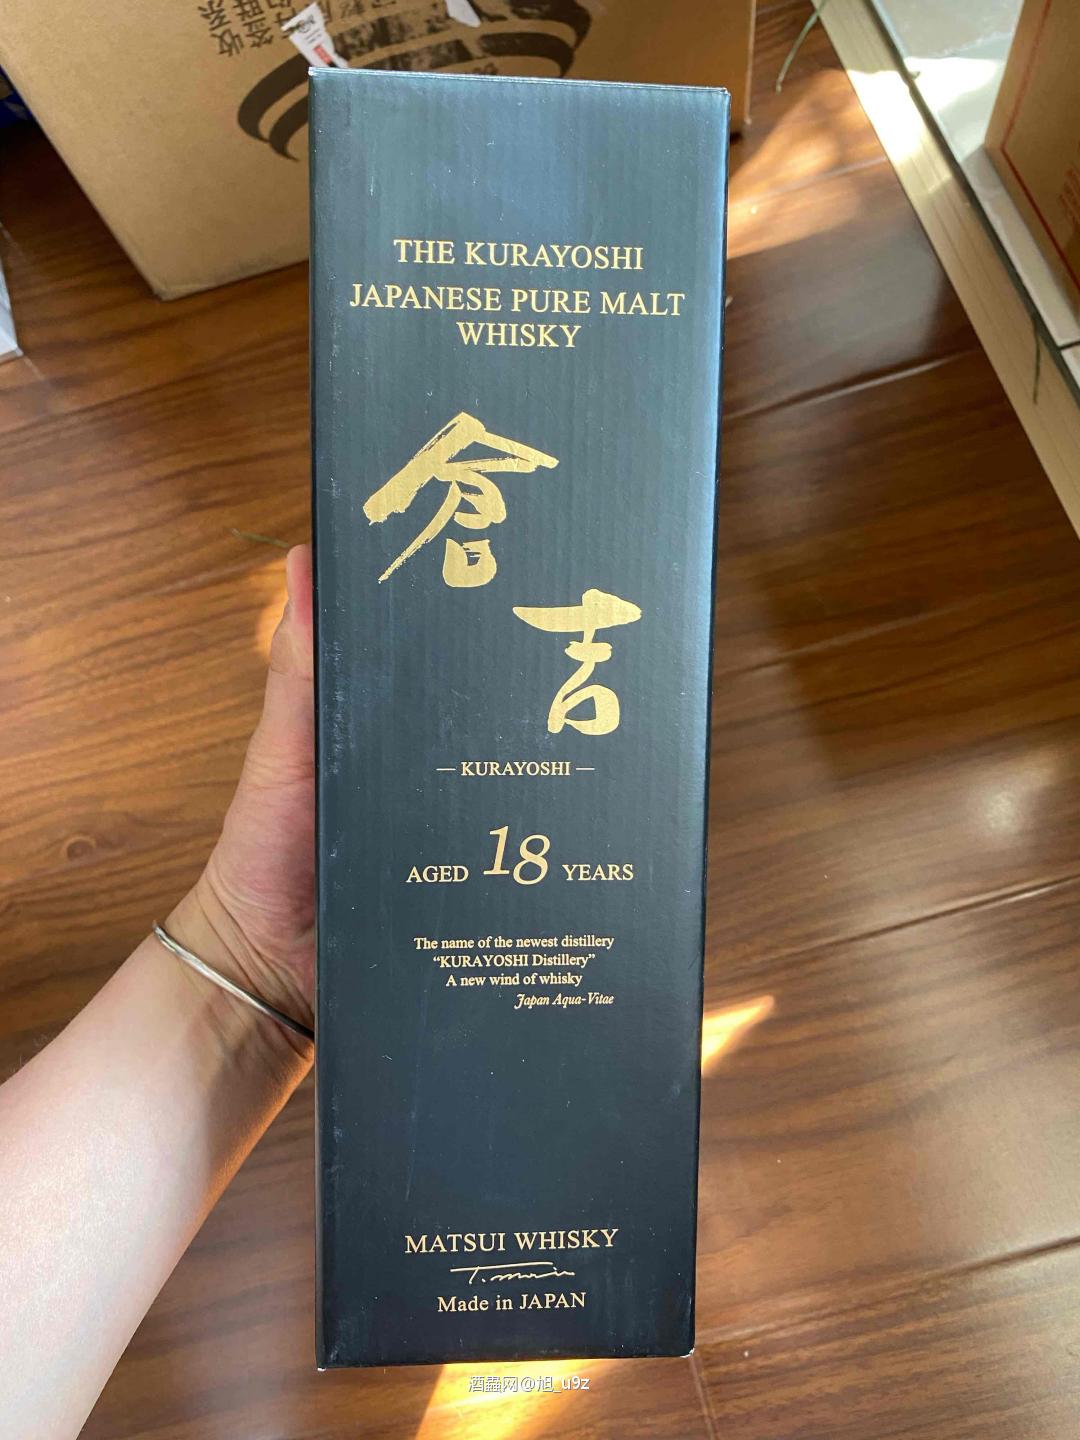 THE KURAYOSHI
JAPANESE PURE MALT
WHISKY
倉
吉
— KURAYOSHI —
AGED 18 YEARS
The name of the newest distillery
“KURAYOSHI Distillery”
A new wind of whisky
Japan Aqua-Vitae
MATSUI WHISKY
Made in JAPAN
酒蟲网@旭_u9z